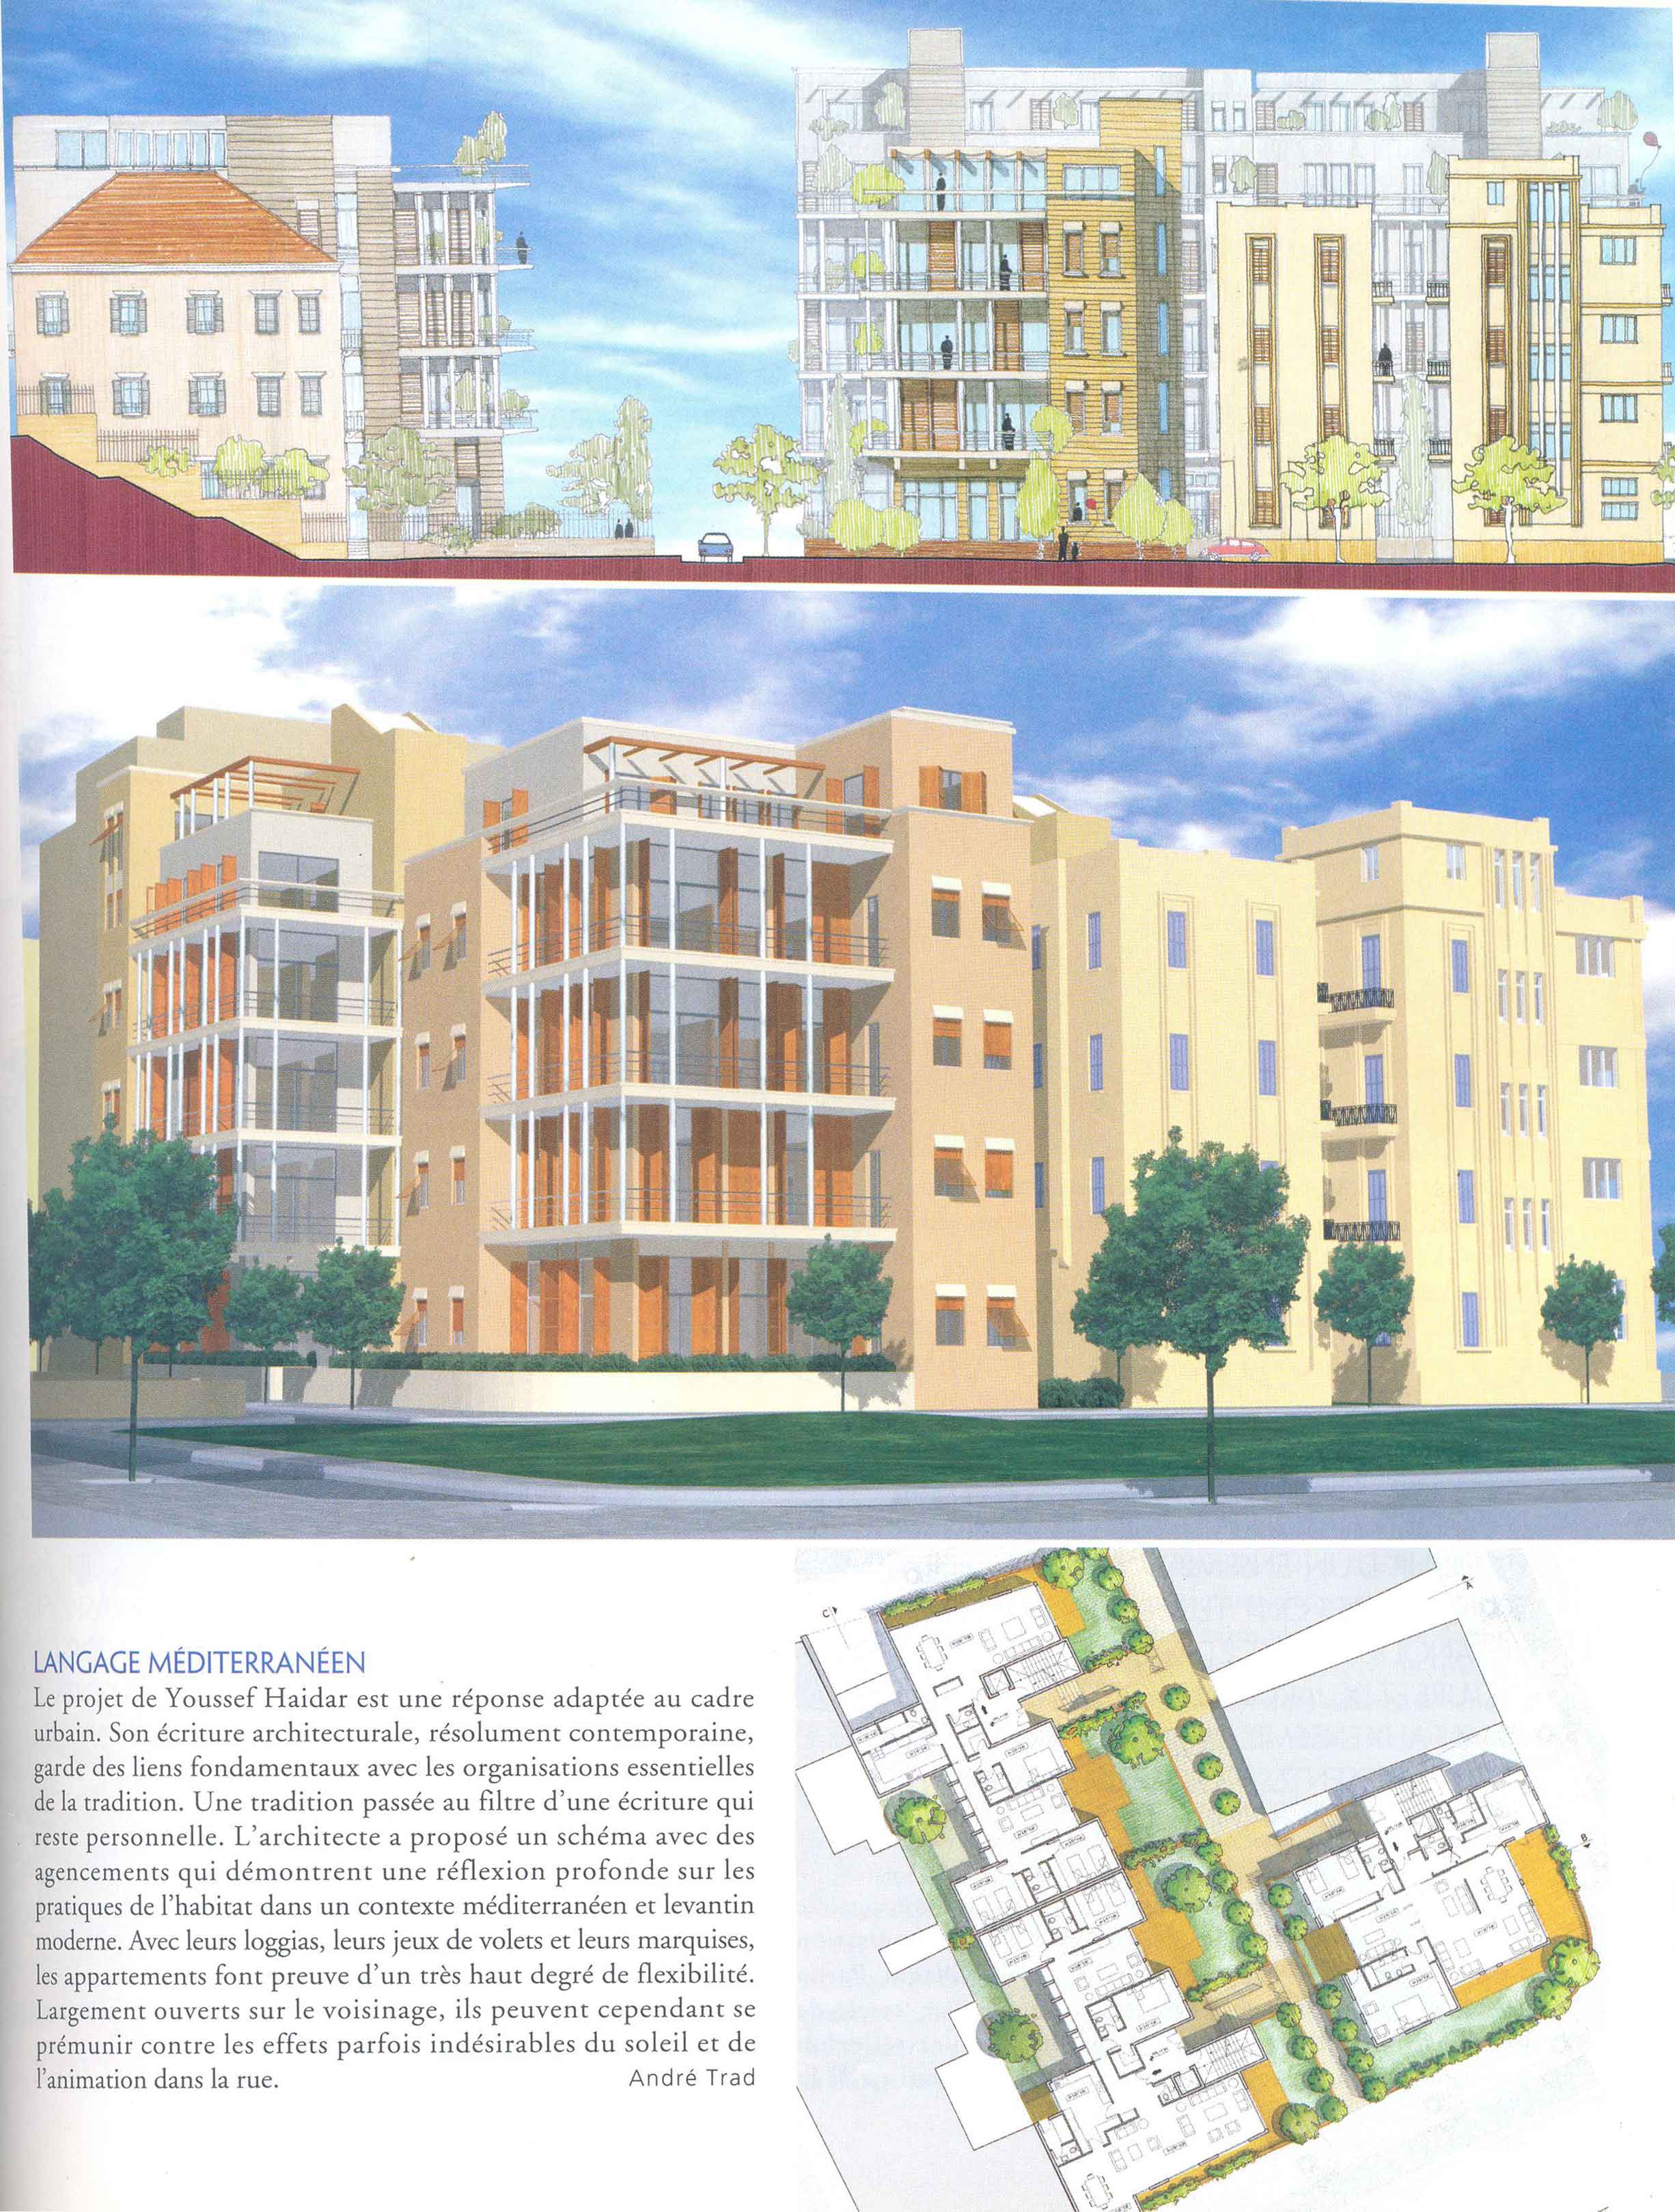 LANGAGE MÉDITERRANÉEN
Le projet de Youssef Haidar est une réponse adaptée au cadre
urbain. Son écriture architecturale, résolument contemporaine,
garde des liens fondamentaux avec les organisations essentielles
de la tradition. Une tradition passée au filtre d'une écriture qui
reste personnelle. L'architecte a proposé un schéma avec des
agencements qui démontrent une réflexion profonde sur les
pratiques de l'habitat dans un contexte méditerranéen et levantin
moderne. Avec leurs loggias, leurs jeux de volets et leurs marquises,
les appartements font preuve d'un très haut degré de flexibilité.
Largement ouverts sur le voisinage, ils peuvent cependant se
prémunir contre les effets parfois indésirables du soleil et de
l'animation dans la rue.
André Trad
C
A
B